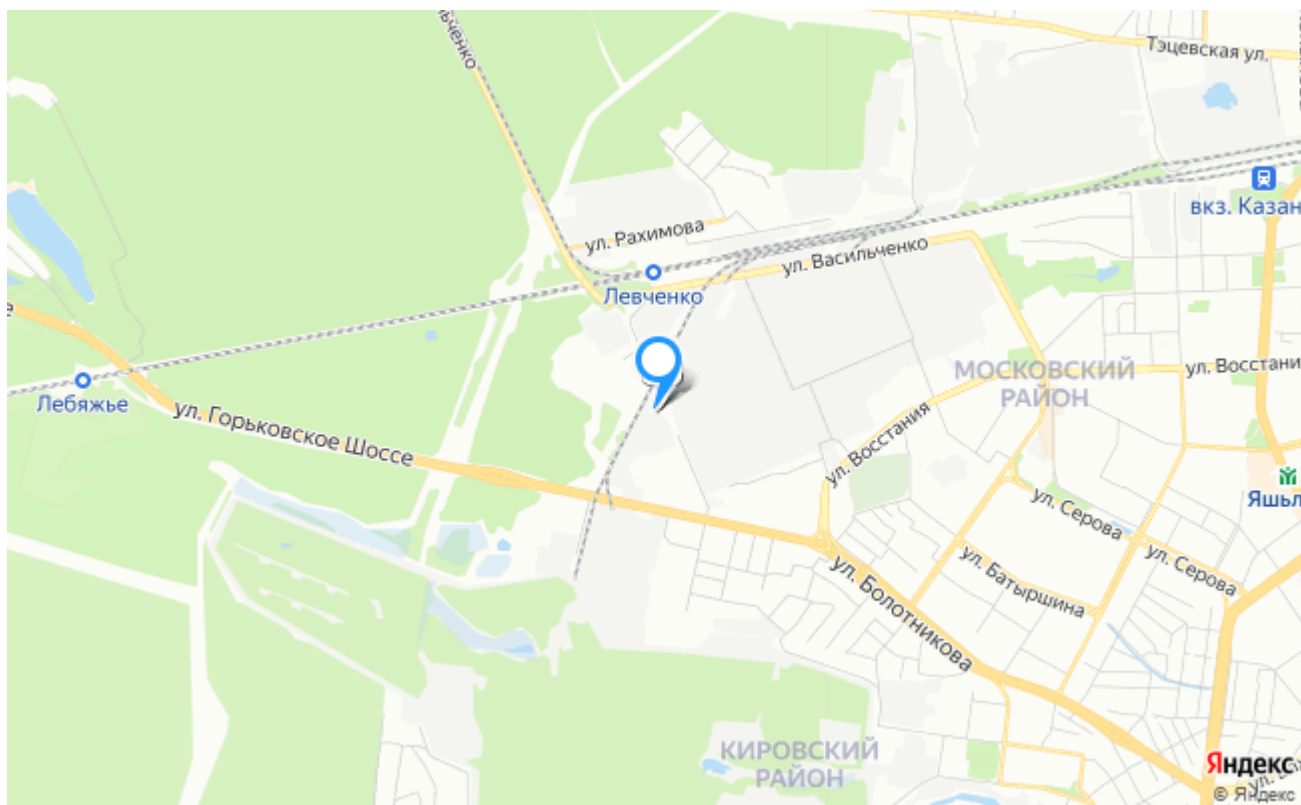 ьченко
Тэцевская ул.
вкз. Казан
ул. Рахимова
ул. Васильченко
Левченко
МОСКОВСКИЙ
РАЙОН
ул. Восстани
Лебяжье
ул. Горьковское Шоссе
ул. Восстания
Яшьл
ул. Серова
ул. Серова
ул. Батыршина
ул. Болотникова
КИРОВСКИЙ
РАЙОН
Яндекс
© Яндекс